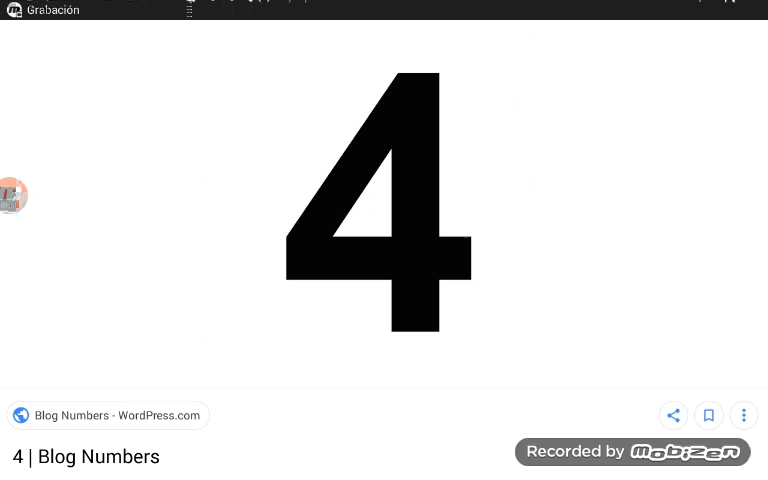 Grabación
4
Blog Numbers - WordPress.com
4 | Blog Numbers
Recorded by mobizen